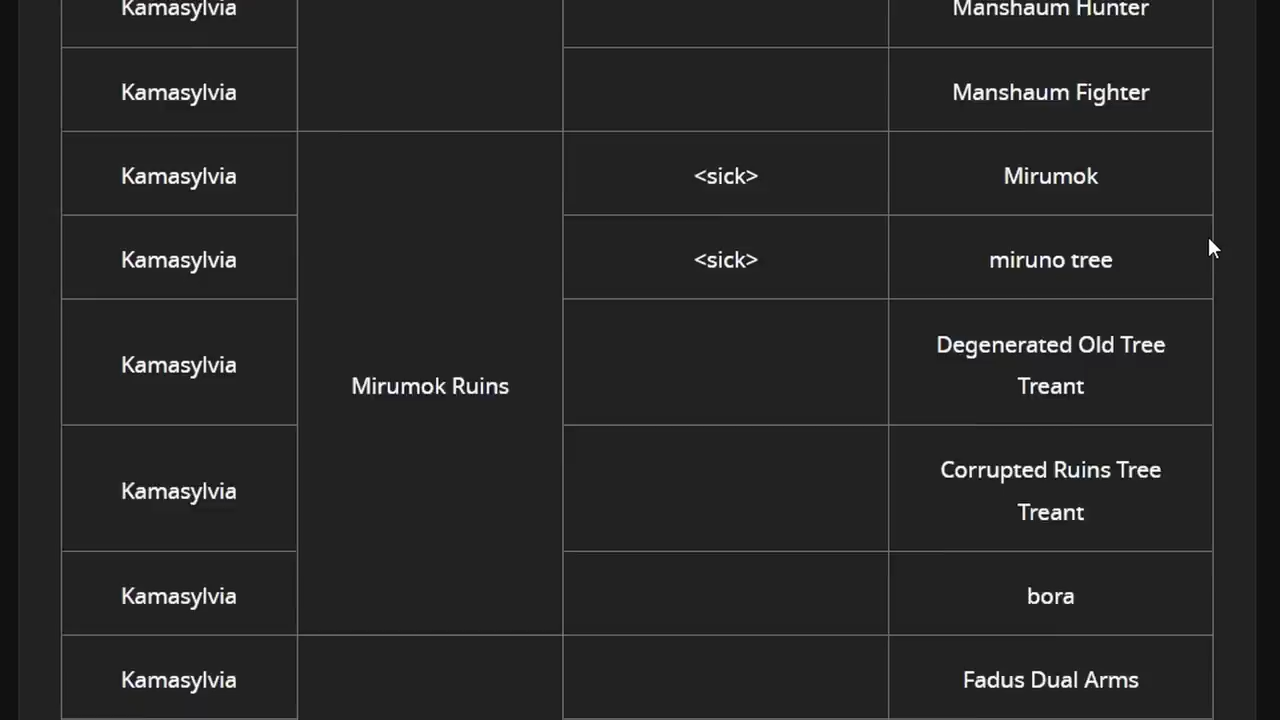 Kamasylvia Manshaum Hunter
Kamasylvia Manshaum Fighter
Kamasylvia <sick> Mirumok
Kamasylvia <sick> miruno tree
Kamasylvia Degenerated Old Tree
Treant
Mirumok Ruins
Kamasylvia Corrupted Ruins Tree
Treant
Kamasylvia bora
Kamasylvia Fadus Dual Arms